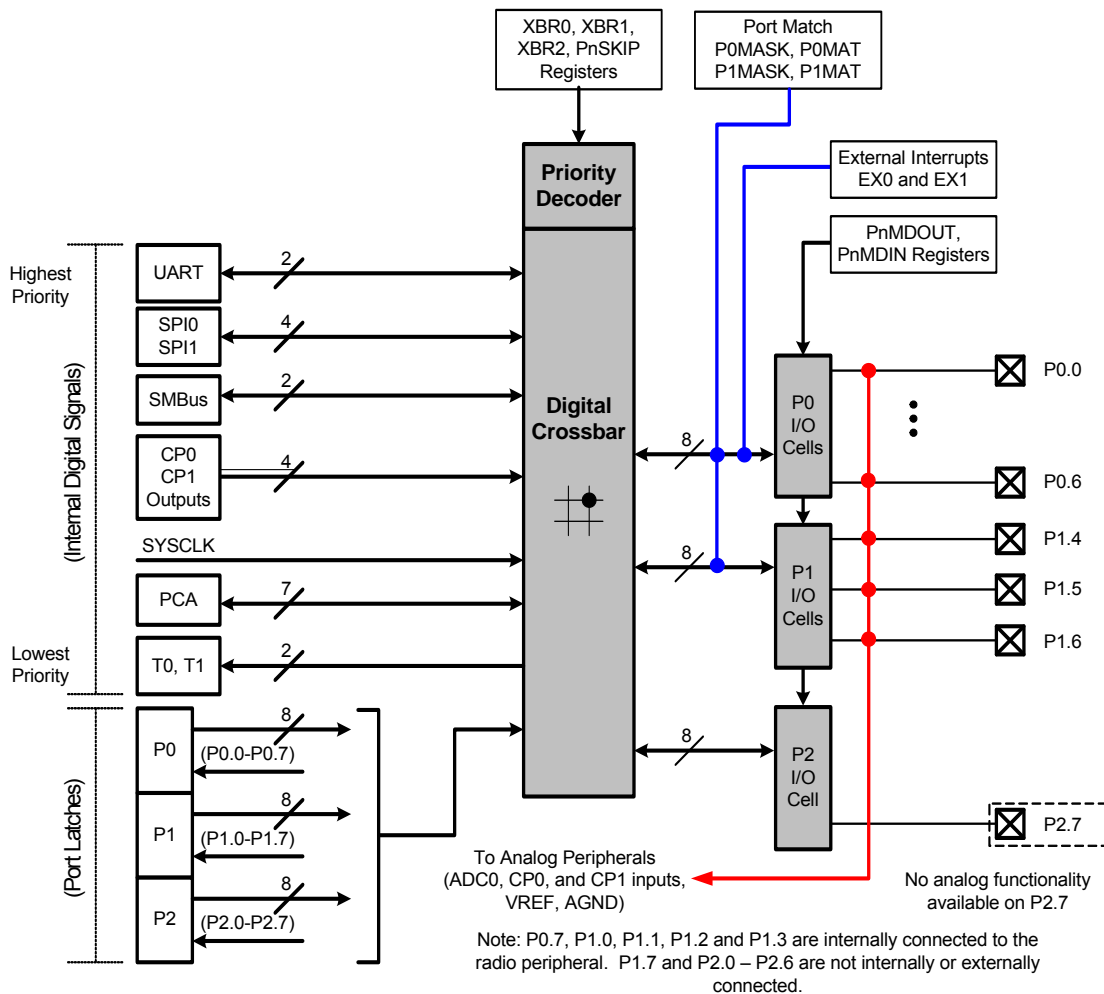 XBR0, XBR1,
XBR2, PnSKIP
Registers
Port Match
P0MASK, P0MAT
P1MASK, P1MAT
External Interrupts
EX0 and EX1
PnMDOUT,
PnMDIN Registers
Priority
Decoder
Digital
Crossbar
Highest
Priority
(Internal Digital Signals)
Lowest
Priority
UART
2
SPI0
SPI1
4
SMBus
2
CP0
CP1
Outputs
4
SYSCLK
PCA
7
T0, T1
2
(Port Latches)
P0
8
(P0.0-P0.7)
P1
8
(P1.0-P1.7)
P2
8
(P2.0-P2.7)
8
8
8
P0
I/O
Cells
P1
I/O
Cells
P2
I/O
Cell
P0.0
P0.6
P1.4
P1.5
P1.6
P2.7
To Analog Peripherals
(ADC0, CP0, and CP1 inputs,
VREF, AGND)
No analog functionality
available on P2.7
Note: P0.7, P1.0, P1.1, P1.2 and P1.3 are internally connected to the
radio peripheral. P1.7 and P2.0 – P2.6 are not internally or externally
connected.